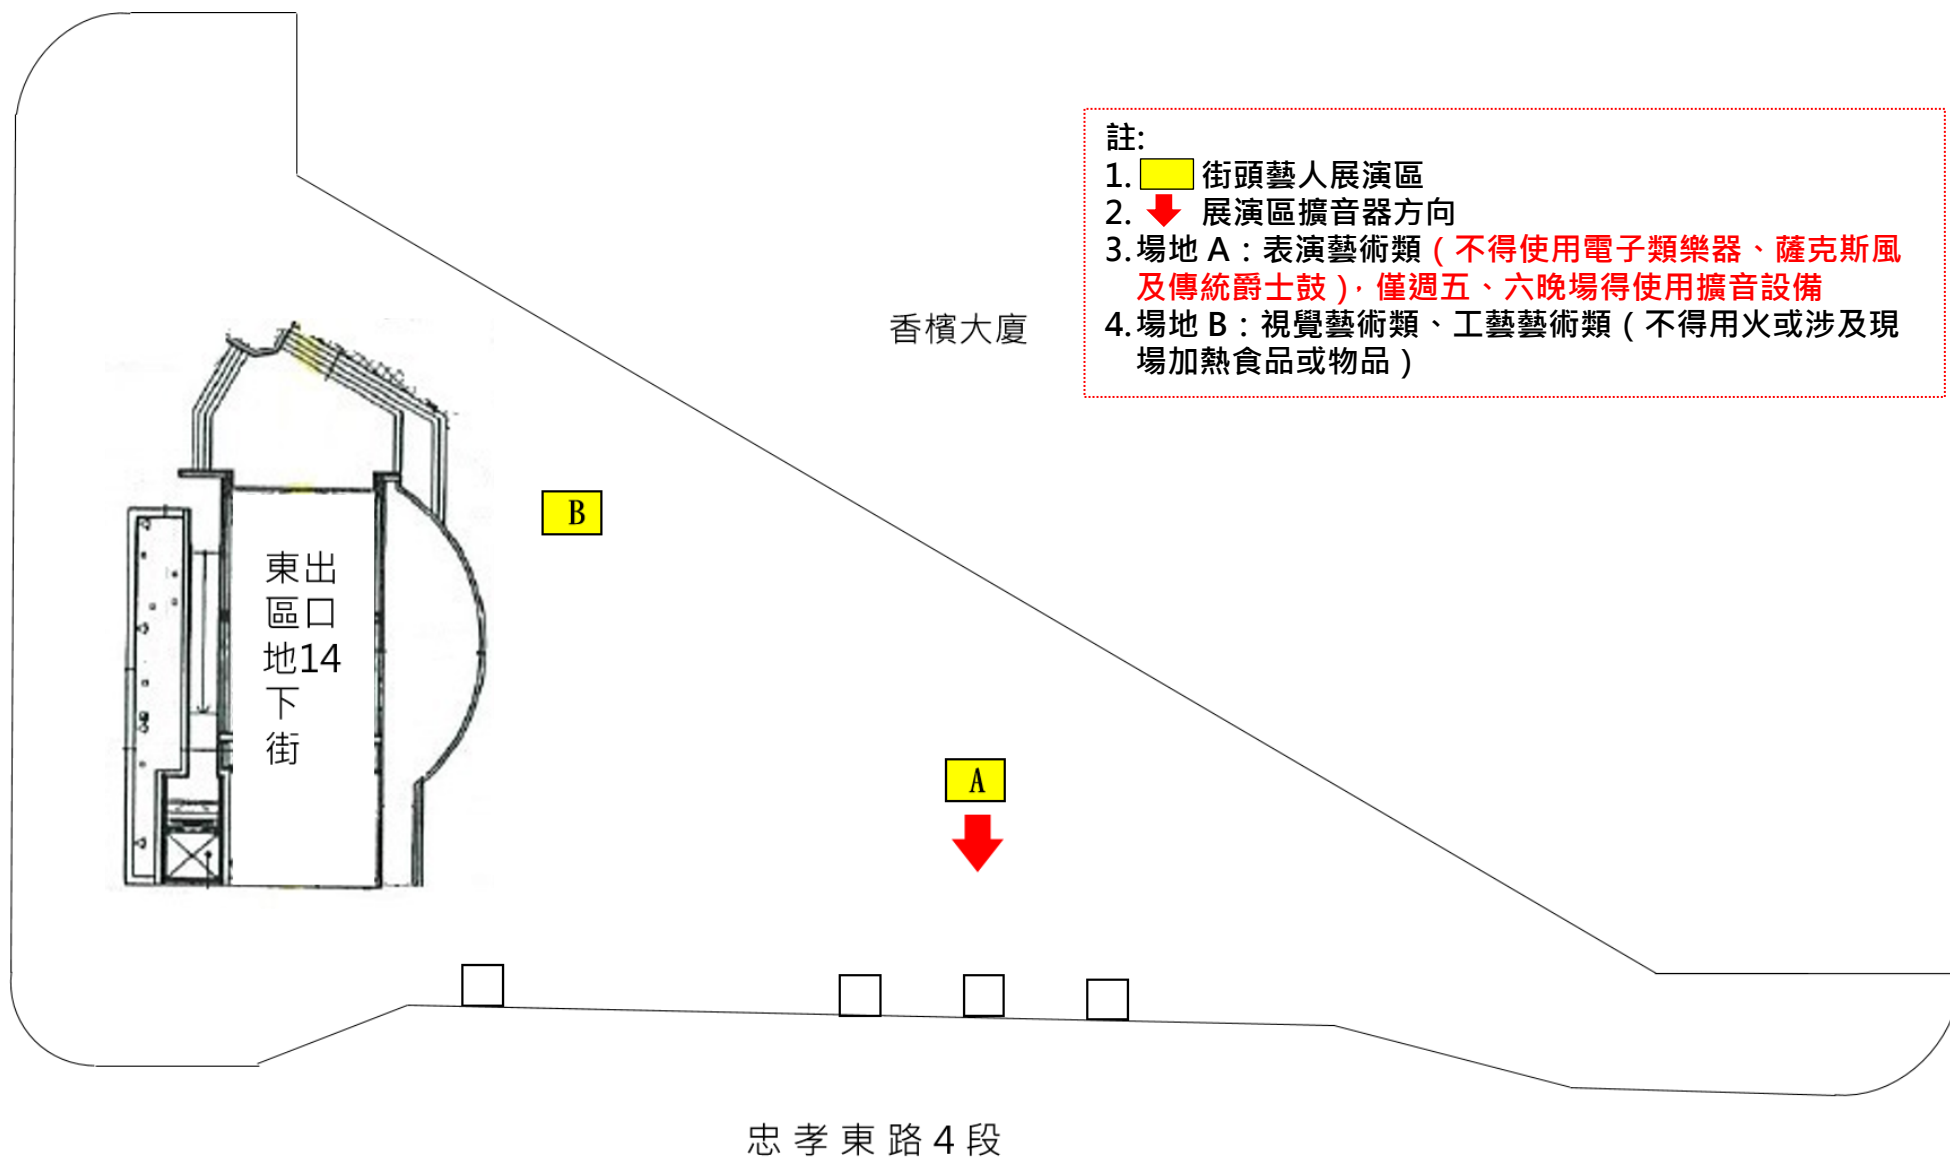 註:
1. 街頭藝人展演區
2. 展演區擴音器方向
3.場地 A：表演藝術類（不得使用電子類樂器、薩克斯風
及傳統爵士鼓），僅週五、六晚場得使用擴音設備
4.場地 B：視覺藝術類、工藝藝術類（不得用火或涉及現
場加熱食品或物品）
香檳大廈
B
東區地下街
出口14
A
忠孝東路4段